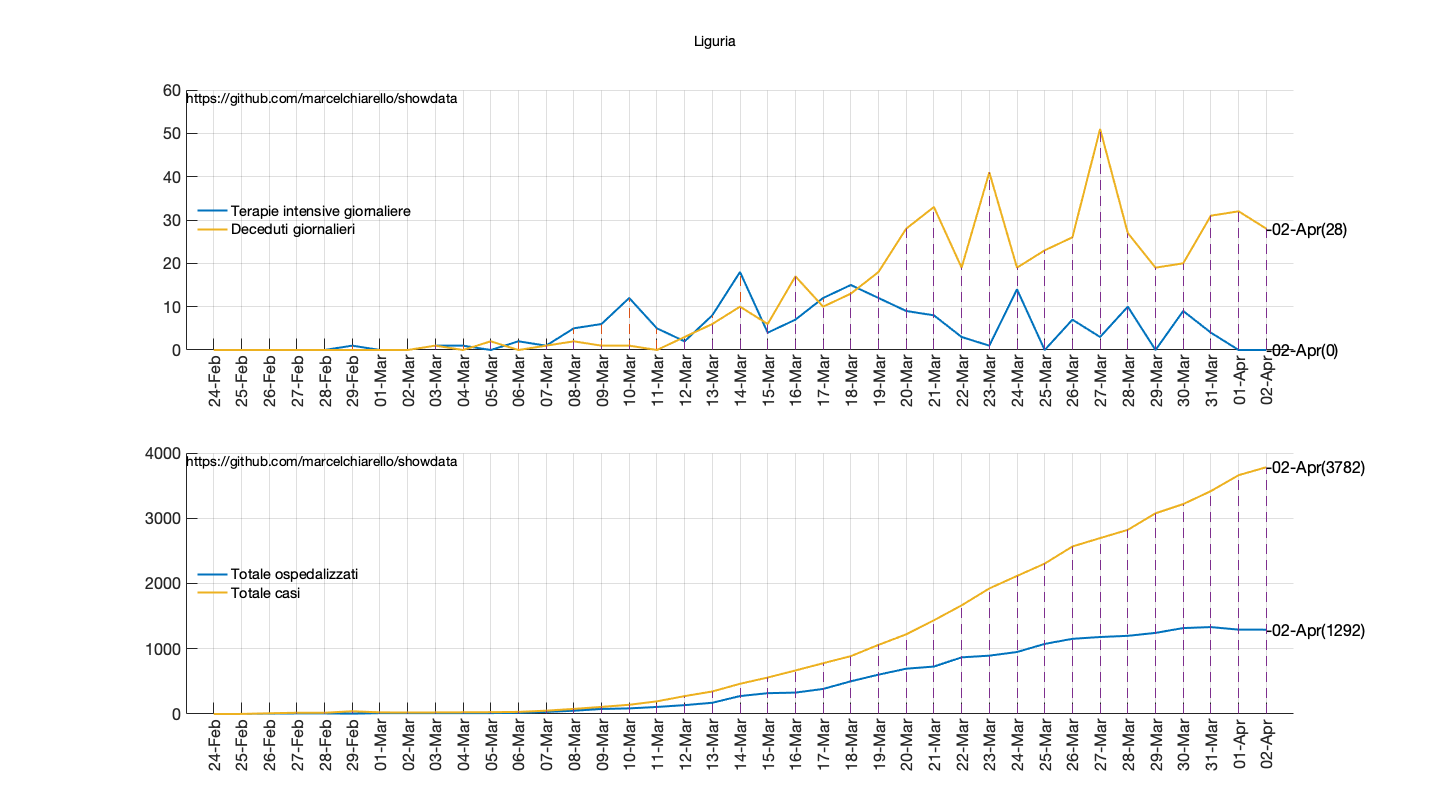 Liguria
60
https://github.com/marcelchiarello/showdata
50
40
30
Terapie intensive giornaliere
Deceduti giornalieri
-02-Apr(28)
20
10
0
-02-Apr(0)
24-Feb 25-Feb 26-Feb 27-Feb 28-Feb 29-Feb 01-Mar 02-Mar 03-Mar 04-Mar 05-Mar 06-Mar 07-Mar 08-Mar 09-Mar 10-Mar 11-Mar 12-Mar 13-Mar 14-Mar 15-Mar 16-Mar 17-Mar 18-Mar 19-Mar 20-Mar 21-Mar 22-Mar 23-Mar 24-Mar 25-Mar 26-Mar 27-Mar 28-Mar 29-Mar 30-Mar 31-Mar 01-Apr 02-Apr
4000
https://github.com/marcelchiarello/showdata
-02-Apr(3782)
3000
2000
Totale ospedalizzati
Totale casi
1000
-02-Apr(1292)
0
24-Feb 25-Feb 26-Feb 27-Feb 28-Feb 29-Feb 01-Mar 02-Mar 03-Mar 04-Mar 05-Mar 06-Mar 07-Mar 08-Mar 09-Mar 10-Mar 11-Mar 12-Mar 13-Mar 14-Mar 15-Mar 16-Mar 17-Mar 18-Mar 19-Mar 20-Mar 21-Mar 22-Mar 23-Mar 24-Mar 25-Mar 26-Mar 27-Mar 28-Mar 29-Mar 30-Mar 31-Mar 01-Apr 02-Apr